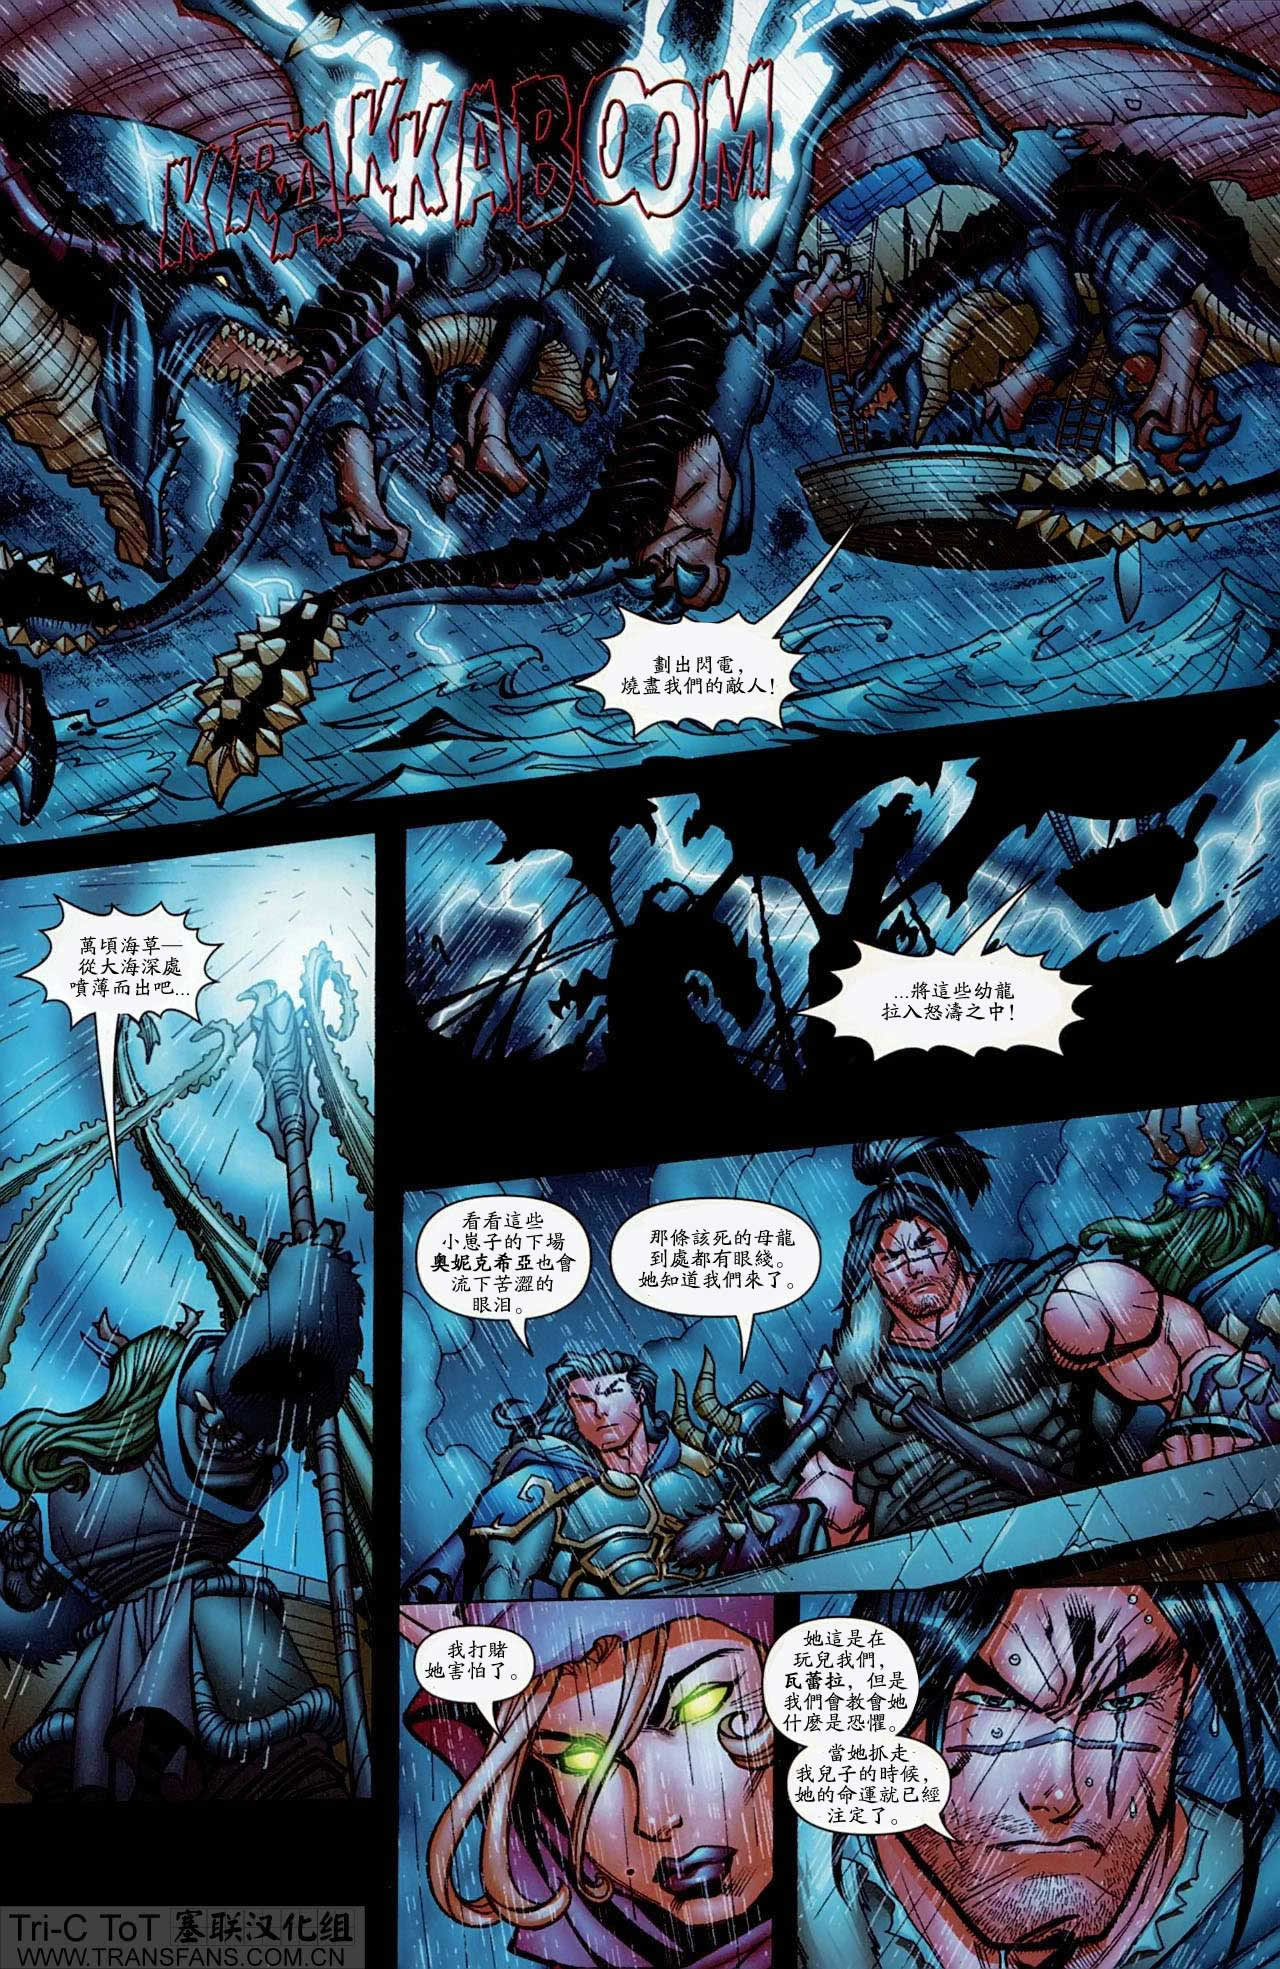 KRAKKKABOOM
劃出閃電，
燒盡我們的敵人！
萬頃海草—
從大海深處
噴薄而出吧...
...將這些幼龍
拉入怒濤之中！
看看這些
小崽子的下場
奧妮克希亞也會
流下苦澀的
眼泪。
那條該死的母龍
到處都有眼綫。
她知道我們來了。
我打賭
她害怕了。
她這是在
玩兒我們，
瓦蕾拉，但是
我們會教會她
什麽是恐懼。
當她抓走
我兒子的時候，
她的命運就已經
注定了。
Tri-C ToT 塞联汉化组
WWW.TRANSFANS.COM.CN